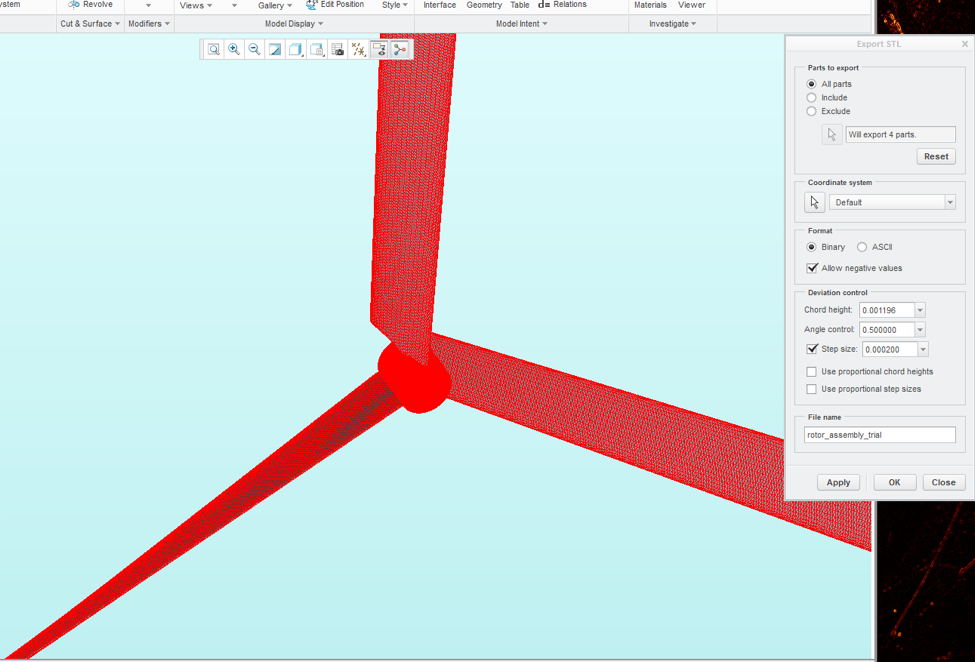 ystem Revolve Views Gallery Edit Position Style Interface Geometry Table d= Relations Materials Viewer
Cut & Surface Modifiers Model Display Model Intent Investigate
Export STL
Parts to export
All parts
Include
Exclude
Will export 4 parts.
Reset
Coordinate system
Default
Format
Binary ASCII
Allow negative values
Deviation control
Chord height: 0.001196
Angle control: 0.500000
Step size: 0.000200
Use proportional chord heights
Use proportional step sizes
File name
rotor_assembly_trial
Apply OK Close